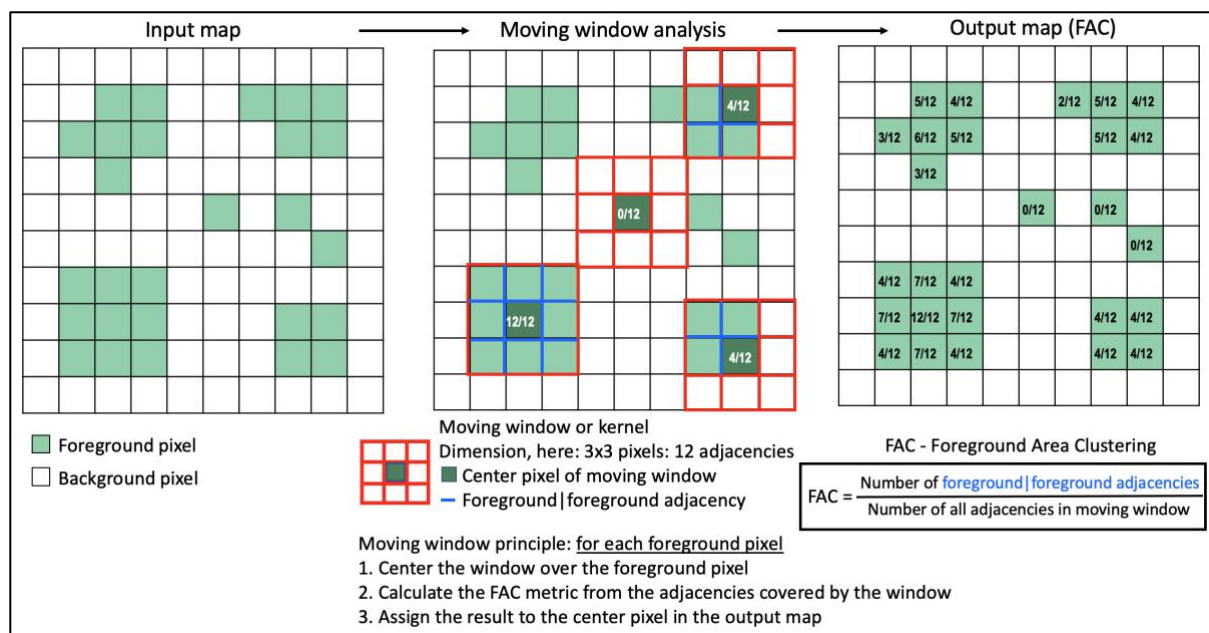 Input map
Moving window analysis
Output map (FAC)
4/12
0/12
12/12
4/12
5/12 4/12 2/12 5/12 4/12
3/12 6/12 5/12 5/12 4/12
3/12
0/12 0/12
0/12
4/12 7/12 4/12
7/12 12/12 7/12 4/12 4/12
4/12 7/12 4/12 4/12 4/12
Foreground pixel
Background pixel
Moving window or kernel
Dimension, here: 3x3 pixels: 12 adjacencies
Center pixel of moving window
Foreground|foreground adjacency
FAC - Foreground Area Clustering
FAC = Number of foreground|foreground adjacencies
Number of all adjacencies in moving window
Moving window principle: for each foreground pixel
1. Center the window over the foreground pixel
2. Calculate the FAC metric from the adjacencies covered by the window
3. Assign the result to the center pixel in the output map